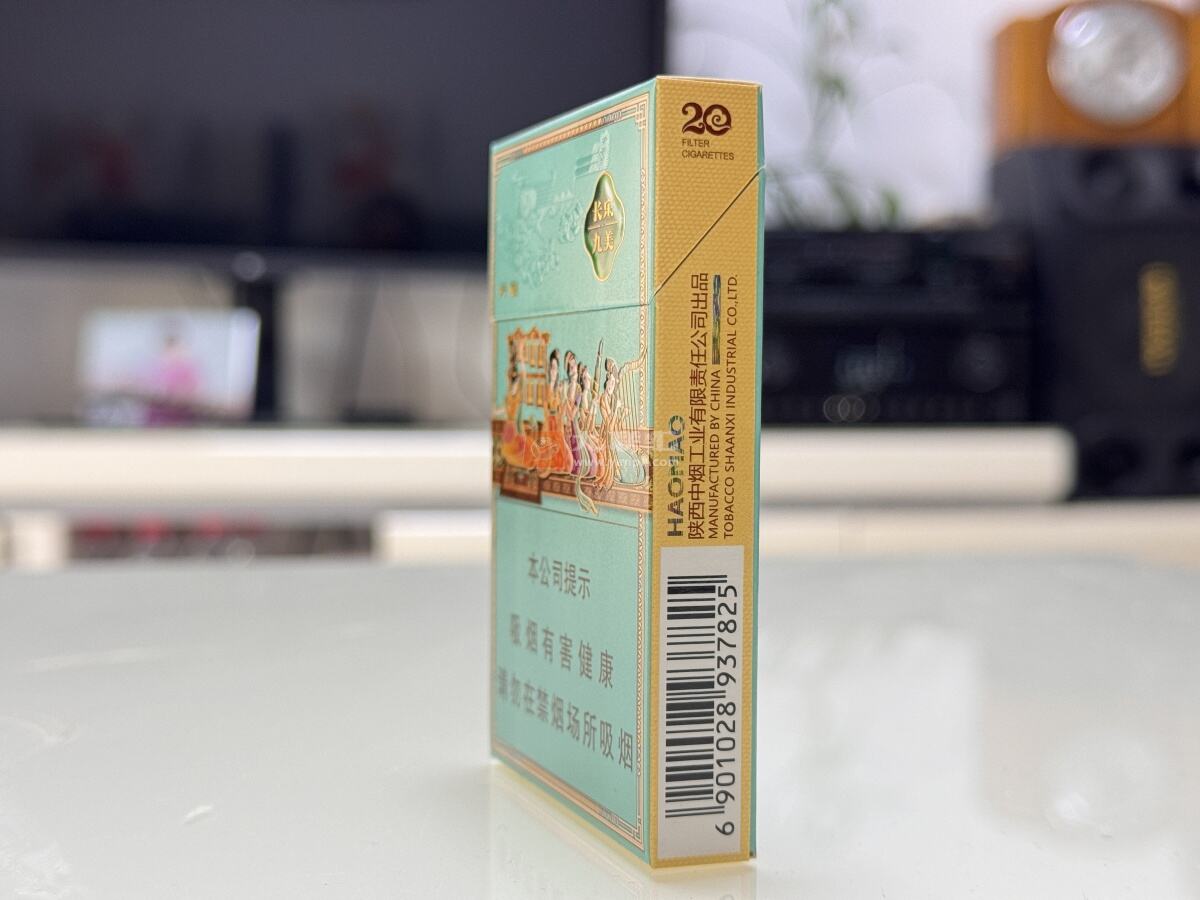 长乐
九美
本公司提示
吸烟有害健康
请勿在禁烟场所吸烟
20
FILTER
CIGARETTES
HAOMAO
陕西中烟工业有限责任公司出品
MANUFACTURED BY CHINA
TOBACCO SHAANXI INDUSTRIAL CO.,LTD.
6 901028 937825